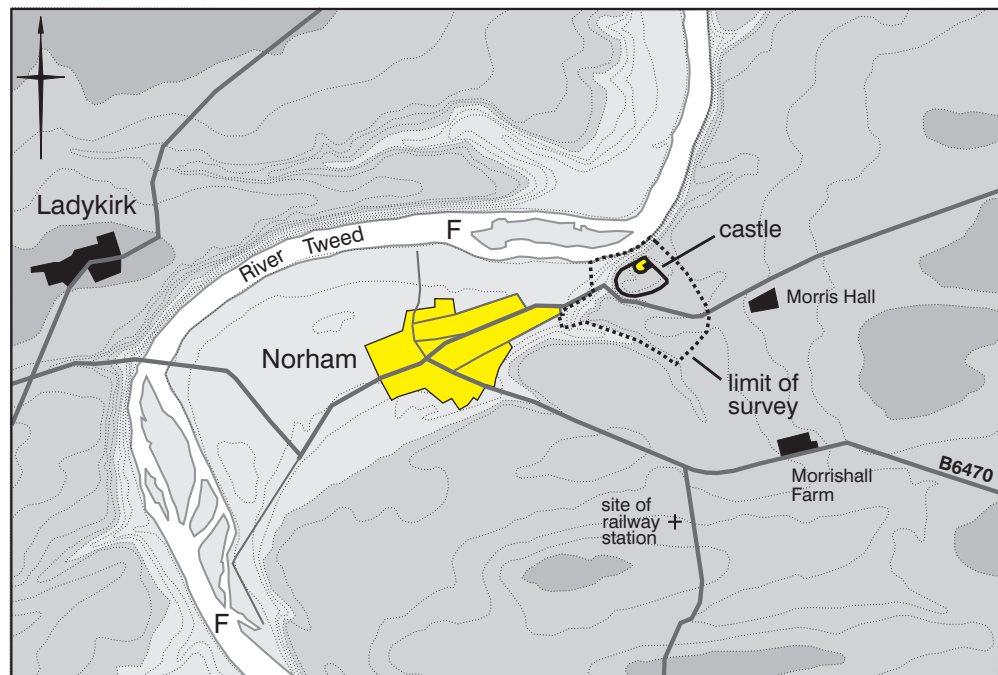 Ladykirk
River Tweed
F
castle
Morris Hall
Norham
limit of
survey
B6470
Morrishall
Farm
site of
railway
station
F